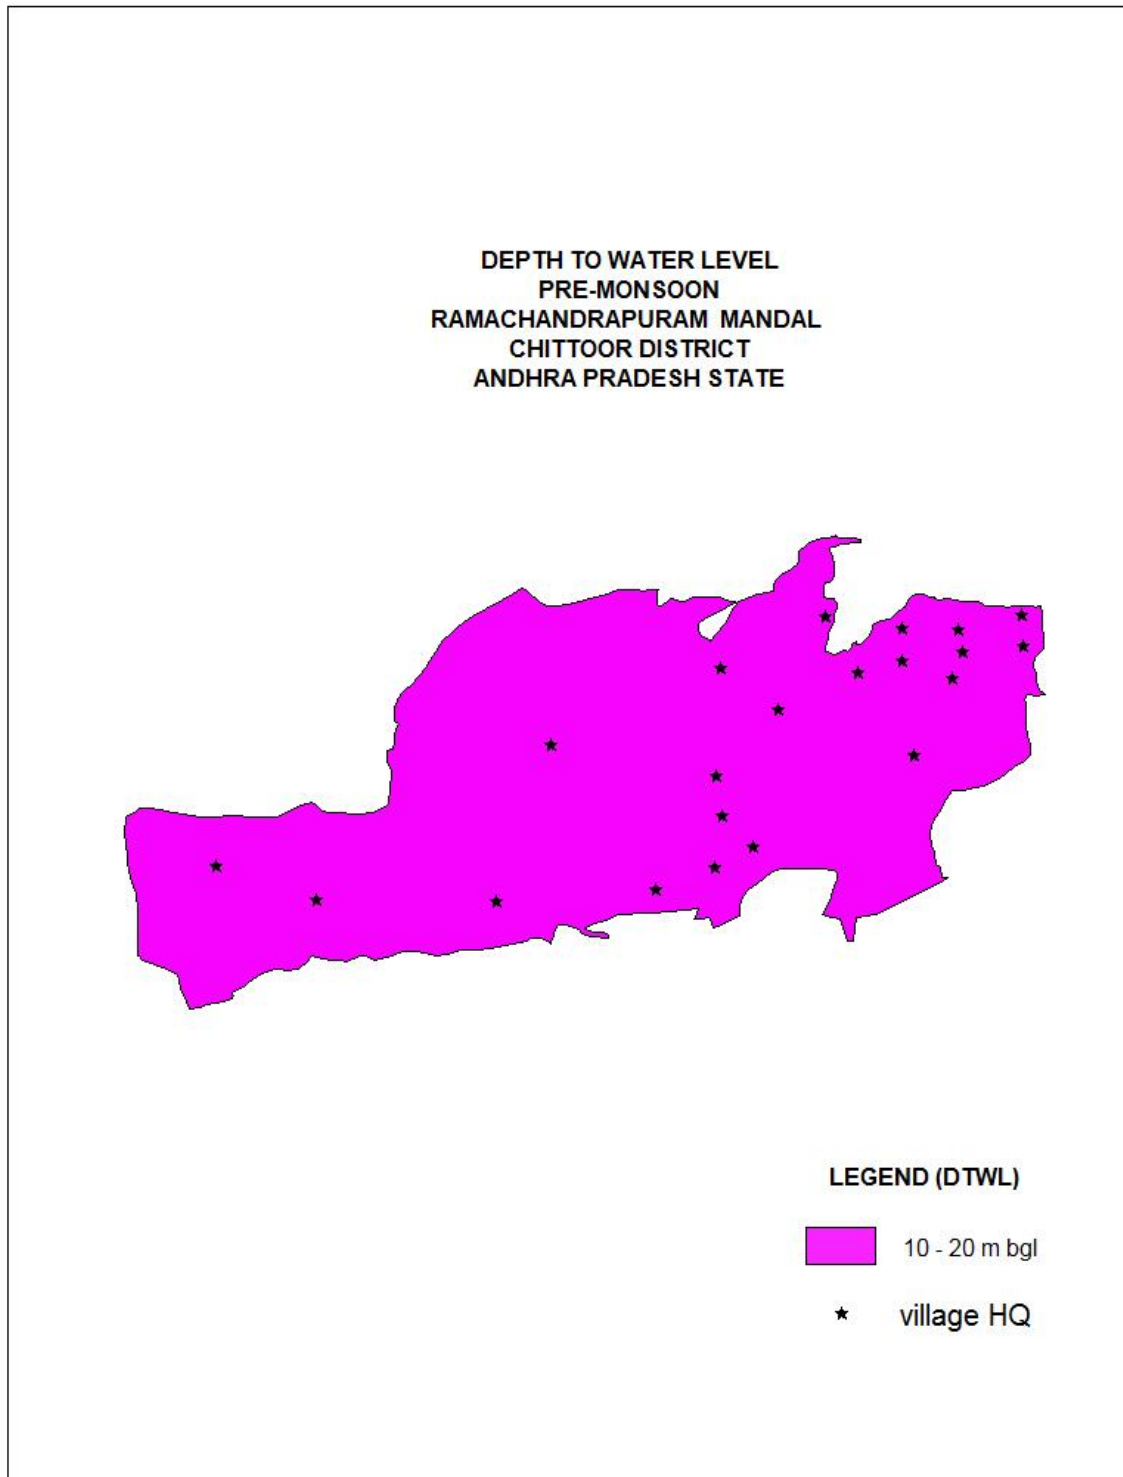 DEPTH TO WATER LEVEL
PRE-MONSOON
RAMACHANDRAPURAM MANDAL
CHITTOOR DISTRICT
ANDHRA PRADESH STATE
LEGEND (DTWL)
10 - 20 m bgl
village HQ